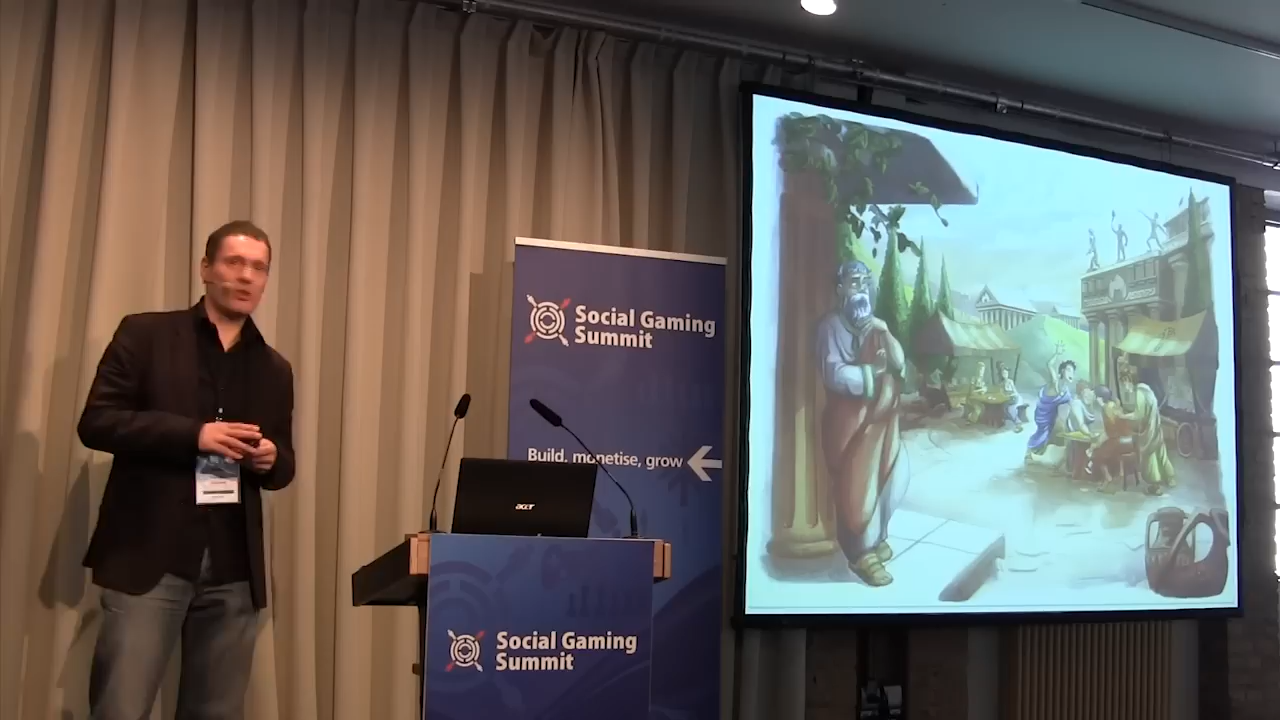 Social Gaming
Summit
Build, monetise, grow
acer
Social Gaming
Summit